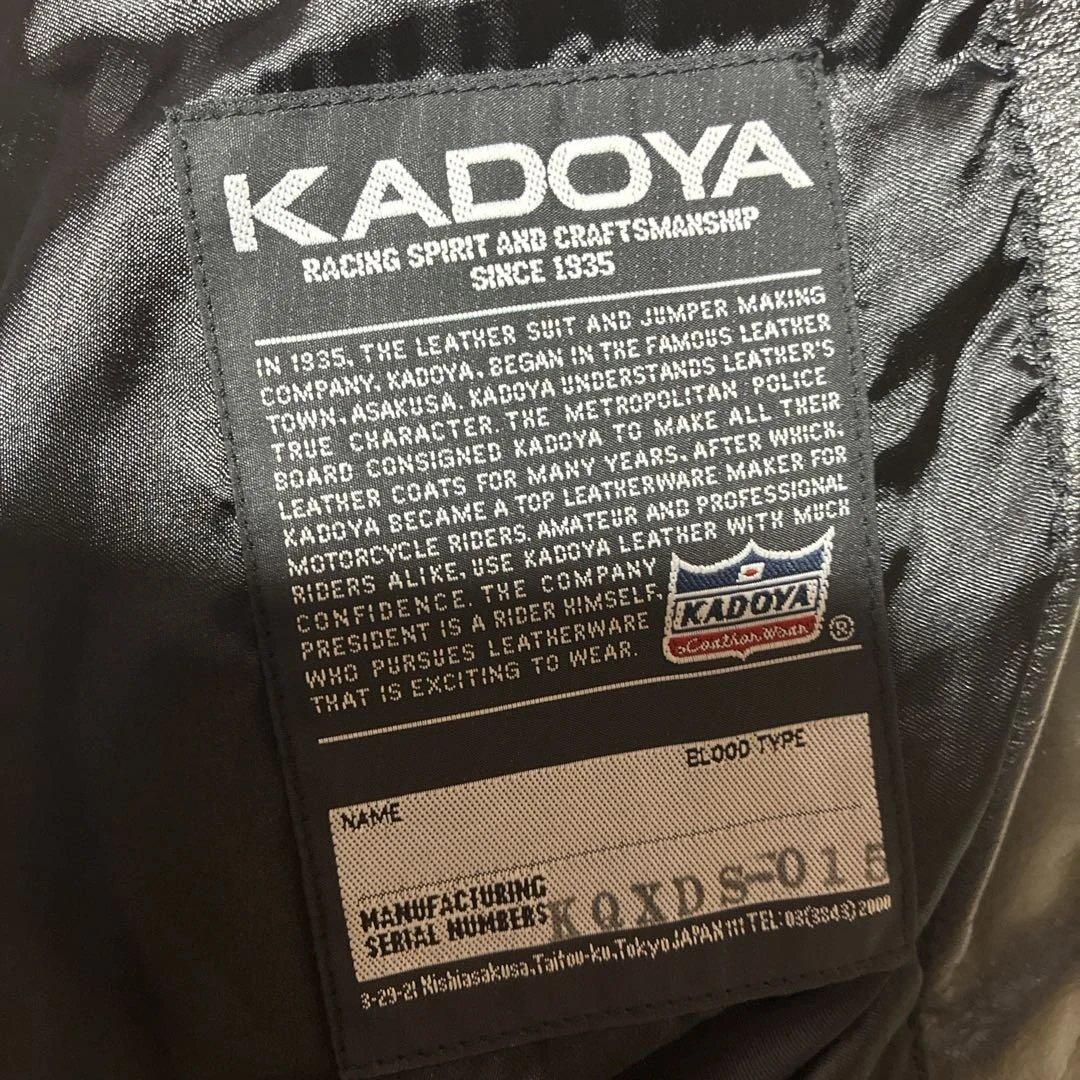 KADOYA
RACING SPIRIT AND CRAFTSMANSHIP
SINCE 1935
IN 1935, THE LEATHER SUIT AND JUMPER MAKING
COMPANY, KADOYA, BEGAN IN THE FAMOUS LEATHER
TOWN, ASAKUSA. KADOYA UNDERSTANDS LEATHER'S
TRUE CHARACTER. THE METROPOLITAN POLICE
BOARD CONSIGNED KADOYA TO MAKE ALL THEIR
LEATHER COATS FOR MANY YEARS. AFTER WHICH,
KADOYA BECAME A TOP LEATHERWARE MAKER FOR
MOTORCYCLE RIDERS. AMATEUR AND PROFESSIONAL
RIDERS ALIKE, USE KADOYA LEATHER WITH MUCH
CONFIDENCE. THE COMPANY
PRESIDENT IS A RIDER HIMSELF
WHO PURSUES LEATHERWARE
THAT IS EXCITING TO WEAR.
KADOYA
Leather Wear
®
BLOOD TYPE
NAME
MANUFACTURING
SERIAL NUMBERS KQXDS-015
3-29-21 Nishiasakusa, Taitou-ku, Tokyo JAPAN 111 TEL: 03(3843)2000